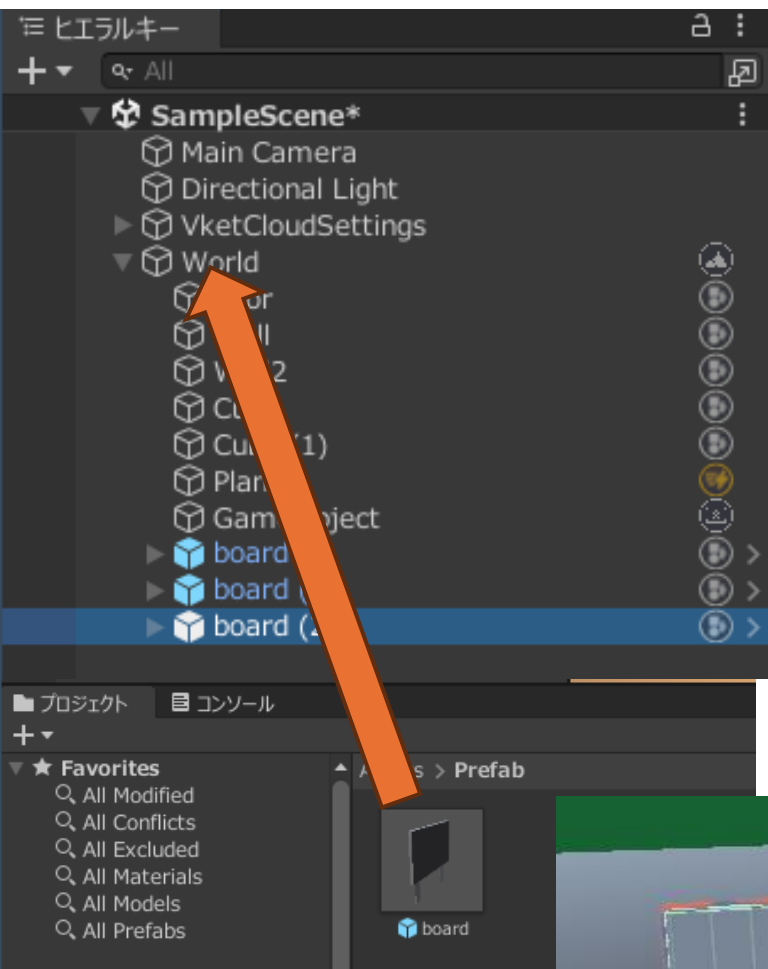 ヒエラルキー
All
SampleScene*
Main Camera
Directional Light
VketCloudSettings
World
(1)
board
board
board
プロジェクト
コンソール
Favorites
> Prefab
All Modified
All Conflicts
All Excluded
All Materials
All Models
All Prefabs
board